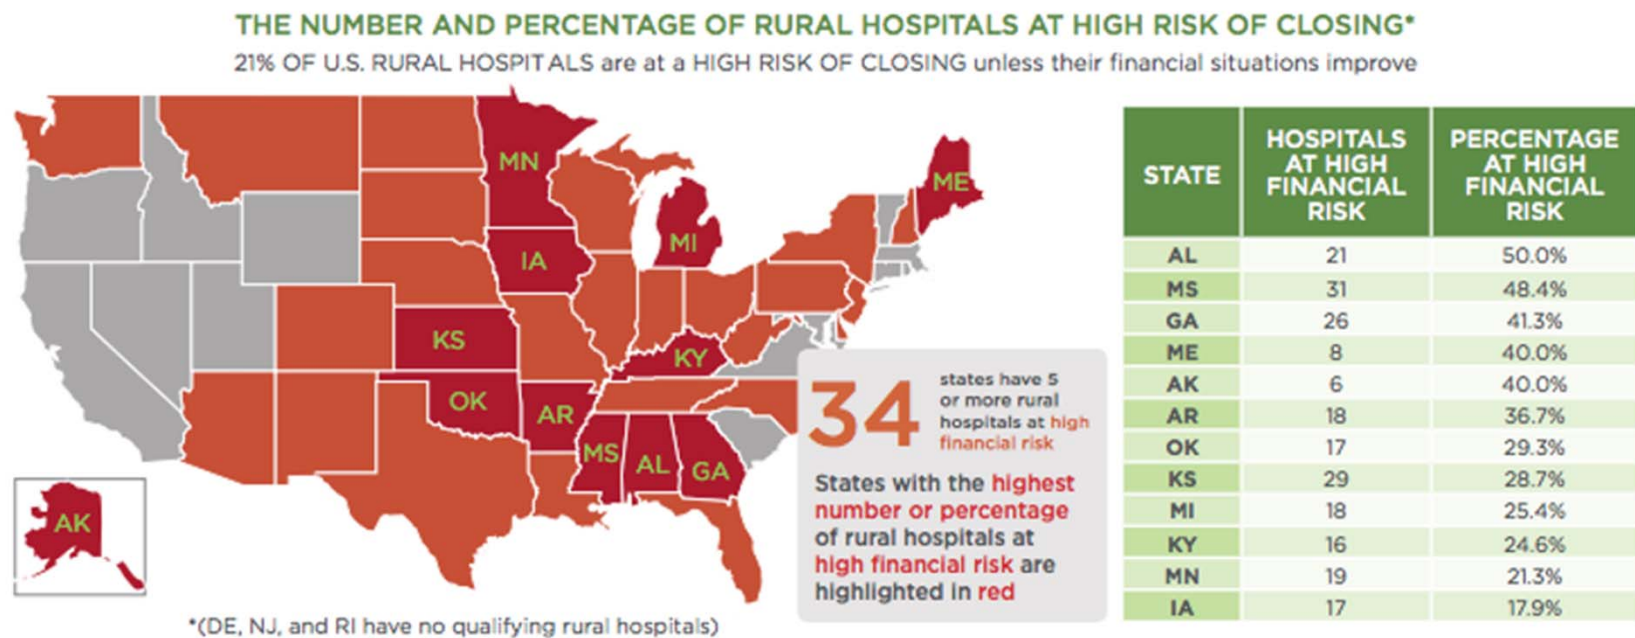 THE NUMBER AND PERCENTAGE OF RURAL HOSPITALS AT HIGH RISK OF CLOSING*
21% OF U.S. RURAL HOSPITALS are at a HIGH RISK OF CLOSING unless their financial situations improve
MN
ME
MI
IA
KS
KY
OK
AR
MS
AL
GA
AK
34
states have 5
or more rural
hospitals at high
financial risk
States with the highest
number or percentage
of rural hospitals at
high financial risk are
highlighted in red
*(DE, NJ, and RI have no qualifying rural hospitals)
STATE HOSPITALS AT HIGH FINANCIAL RISK PERCENTAGE AT HIGH FINANCIAL RISK
AL 21 50.0%
MS 31 48.4%
GA 26 41.3%
ME 8 40.0%
AK 6 40.0%
AR 18 36.7%
OK 17 29.3%
KS 29 28.7%
MI 18 25.4%
KY 16 24.6%
MN 19 21.3%
IA 17 17.9%